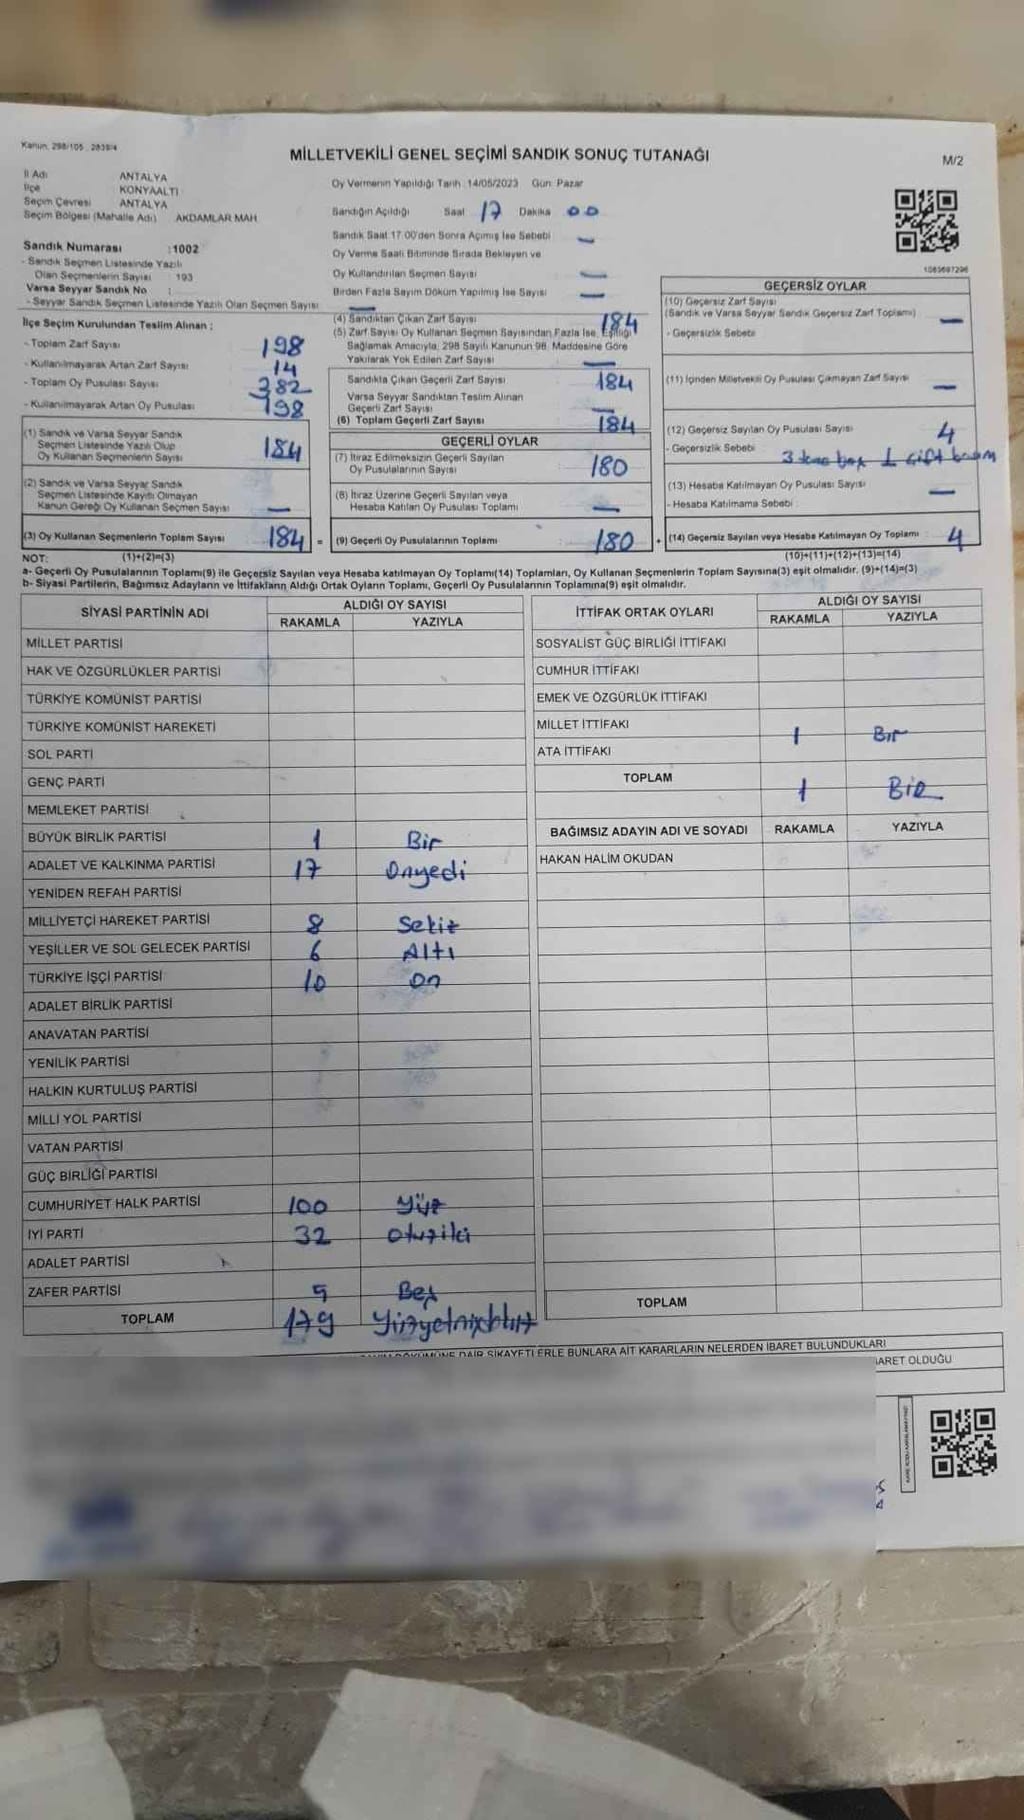 Kanun: 298/105 , 2839/4
MİLLETVEKİLİ GENEL SEÇİMİ SANDIK SONUÇ TUTANAĞI
M/2
İl Adı ANTALYA
İlçe KONYAALTI
Seçim Çevresi ANTALYA
Seçim Bölgesi (Mahalle Adı) AKDAMLAR MAH.
Sandık Numarası :1002
- Sandık Seçmen Listesinde Yazılı
Olan Seçmenlerin Sayısı : 193
Varsa Seyyar Sandık No :
- Seyyar Sandık Seçmen Listesinde Yazılı Olan Seçmen Sayısı :
Oy Vermenin Yapıldığı Tarih :14/05/2023 Gün: Pazar
Sandığın Açıldığı Saat 17 Dakika 00
Sandık Saat 17:00'den Sonra Açımış İse Sebebi —
Oy Verme Saati Bitiminde Sırada Bekleyen ve
Oy Kullandırılan Seçmen Sayısı —
Birden Fazla Sayım Döküm Yapılmış İse Sayısı —
1083697296
İlçe Seçim Kurulundan Teslim Alınan :
- Toplam Zarf Sayısı 198
- Kullanılmayarak Artan Zarf Sayısı 14
- Toplam Oy Pusulası Sayısı 382
- Kullanılmayarak Artan Oy Pusulası 198
(1) Sandık ve Varsa Seyyar Sandık
Seçmen Listesinde Yazılı Olup
Oy Kullanan Seçmenlerin Sayısı 184
(2) Sandık ve Varsa Seyyar Sandık
Seçmen Listesinde Kayıtlı Olmayan
Kanun Gereği Oy Kullanan Seçmen Sayısı —
(3) Oy Kullanan Seçmenlerin Toplam Sayısı 184 =
(1)+(2)=(3)
(4) Sandıktan Çıkan Zarf Sayısı 184
(5) Zarf Sayısı Oy Kullanan Seçmen Sayısından Fazla İse, Eşitliği
Sağlamak Amacıyla, 298 Sayılı Kanunun 98. Maddesine Göre
Yakılarak Yok Edilen Zarf Sayısı —
Sandıkta Çıkan Geçerli Zarf Sayısı 184
Varsa Seyyar Sandıktan Teslim Alınan
Geçerli Zarf Sayısı —
(6) Toplam Geçerli Zarf Sayısı 184
GEÇERLİ OYLAR
(7) İtiraz Edilmeksizin Geçerli Sayılan
Oy Pusulalarının Sayısı 180
(8) İtiraz Üzerine Geçerli Sayılan veya
Hesaba Katılan Oy Pusulası Toplamı —
(9) Geçerli Oy Pusulalarının Toplamı : 180 +
GEÇERSİZ OYLAR
(10) Geçersiz Zarf Sayısı
(Sandık ve Varsa Seyyar Sandık Geçersiz Zarf Toplamı) —
- Geçersizlik Sebebi :
(11) İçinden Milletvekili Oy Pusulası Çıkmayan Zarf Sayısı —
(12) Geçersiz Sayılan Oy Pusulası Sayısı 4
- Geçersizlik Sebebi : 3 boş 1 çift basım
(13) Hesaba Katılmayan Oy Pusulası Sayısı —
- Hesaba Katılmama Sebebi :
(14) Geçersiz Sayılan veya Hesaba Katılmayan Oy Toplamı : 4
(10)+(11)+(12)+(13)=(14)
NOT:
a- Geçerli Oy Pusulalarının Toplamı(9) ile Geçersiz Sayılan veya Hesaba katılmayan Oy Toplamı(14) Toplamları, Oy Kullanan Seçmenlerin Toplam Sayısına(3) eşit olmalıdır. (9)+(14)=(3)
b- Siyasi Partilerin, Bağımsız Adayların ve İttifakların Aldığı Ortak Oyların Toplamı, Geçerli Oy Pusulalarının Toplamına(9) eşit olmalıdır.
SİYASİ PARTİNİN ADI ALDIĞI OY SAYISI
RAKAMLA YAZIYLA
MİLLET PARTİSİ
HAK VE ÖZGÜRLÜKLER PARTİSİ
TÜRKİYE KOMÜNİST PARTİSİ
TÜRKİYE KOMÜNİST HAREKETİ
SOL PARTİ
GENÇ PARTİ
MEMLEKET PARTİSİ
BÜYÜK BİRLİK PARTİSİ 1 Bir
ADALET VE KALKINMA PARTİSİ 17 Onyedi
YENİDEN REFAH PARTİSİ
MİLLİYETÇİ HAREKET PARTİSİ 8 Sekiz
YEŞİLLER VE SOL GELECEK PARTİSİ 6 Altı
TÜRKİYE İŞÇİ PARTİSİ 10 On
ADALET BİRLİK PARTİSİ
ANAVATAN PARTİSİ
YENİLİK PARTİSİ
HALKIN KURTULUŞ PARTİSİ
MİLLİ YOL PARTİSİ
VATAN PARTİSİ
GÜÇ BİRLİĞİ PARTİSİ
CUMHURİYET HALK PARTİSİ 100 Yüz
İYİ PARTİ 32 Otuziki
ADALET PARTİSİ
ZAFER PARTİSİ 5 Beş
TOPLAM 179
İTTİFAK ORTAK OYLARI ALDIĞI OY SAYISI
RAKAMLA YAZIYLA
SOSYALİST GÜÇ BİRLİĞİ İTTİFAKI
CUMHUR İTTİFAKI
EMEK VE ÖZGÜRLÜK İTTİFAKI
MİLLET İTTİFAKI 1 Bir
ATA İTTİFAKI
TOPLAM 1 Bir
BAĞIMSIZ ADAYIN ADI VE SOYADI RAKAMLA YAZIYLA
HAKAN HALİM OKUDAN
TOPLAM
DAİR ŞİKAYETLERLE BUNLARA AİT KARARLARIN NELERDEN İBARET BULUNDUKLARI
OLDUĞU